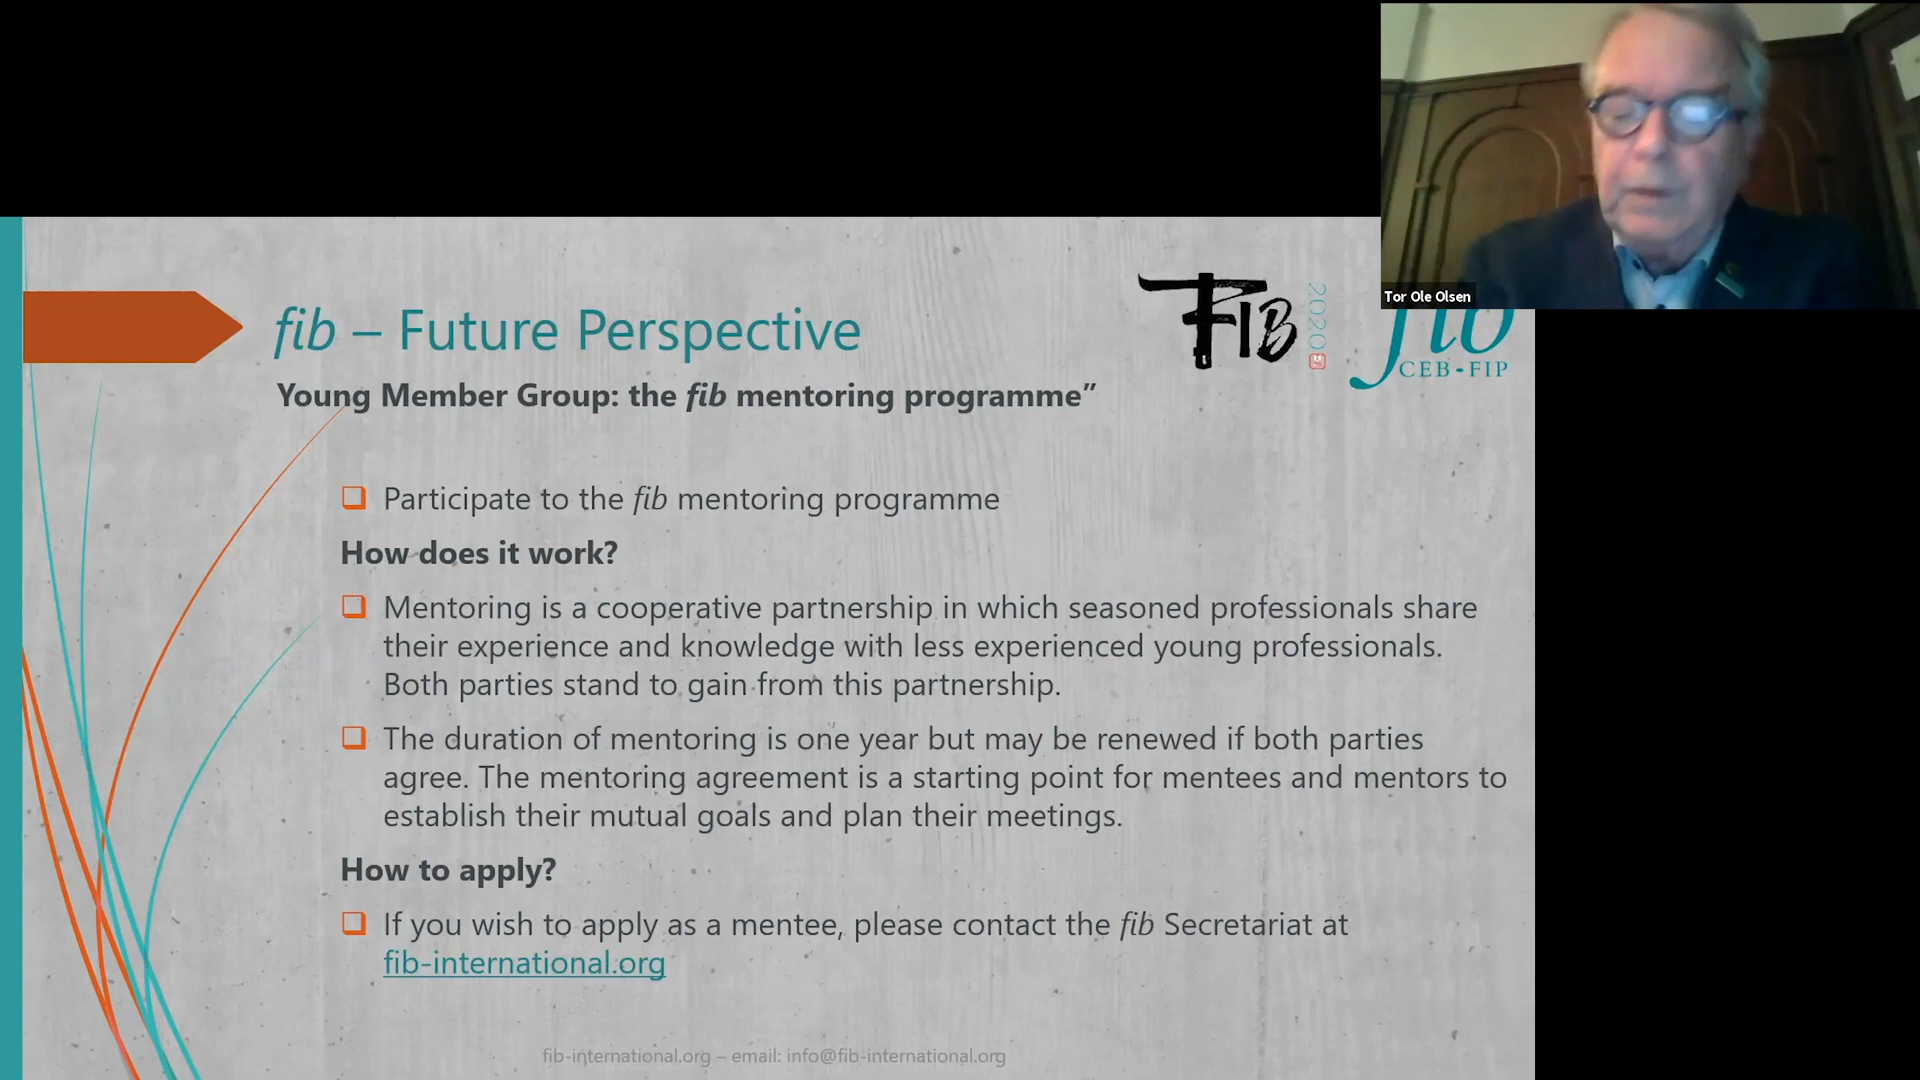 Tor Ole Olsen
fib – Future Perspective
FIB
2020
fib
CEB-FIP
Young Member Group: the fib mentoring programme”
❑ Participate to the fib mentoring programme
How does it work?
❑ Mentoring is a cooperative partnership in which seasoned professionals share
their experience and knowledge with less experienced young professionals.
Both parties stand to gain from this partnership.
❑ The duration of mentoring is one year but may be renewed if both parties
agree. The mentoring agreement is a starting point for mentees and mentors to
establish their mutual goals and plan their meetings.
How to apply?
❑ If you wish to apply as a mentee, please contact the fib Secretariat at
fib-international.org
fib-international.org – email: info@fib-international.org